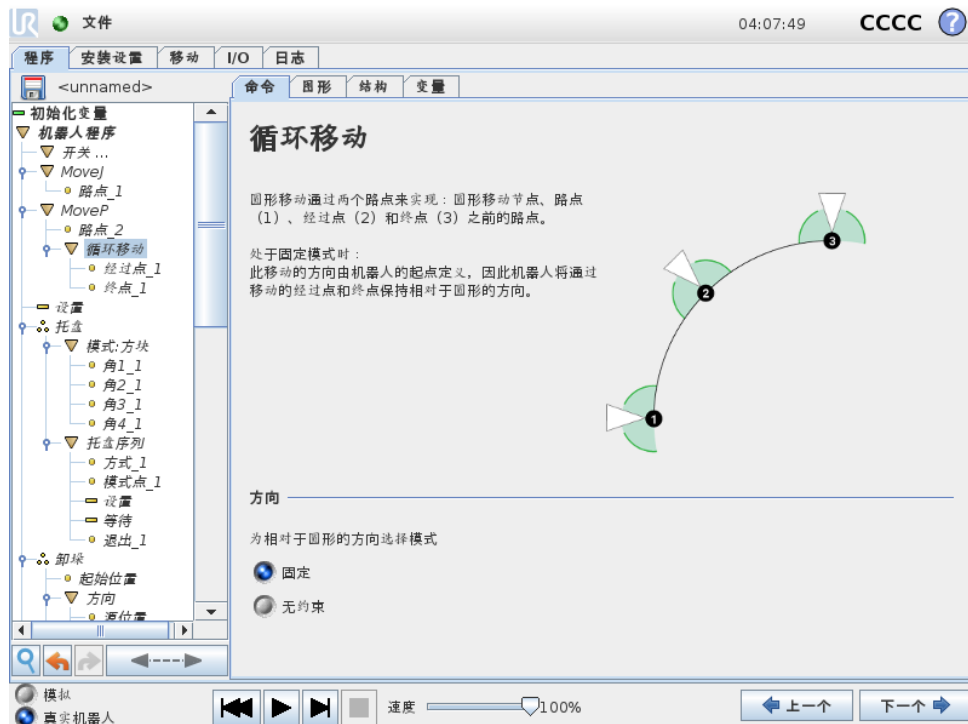 UR 文件 04:07:49 CCCC ?
程序 安装设置 移动 I/O 日志
<unnamed>
命令 图形 结构 变量
初始化变量
机器人程序
开关 ...
MoveJ
路点_1
MoveP
路点_2
循环移动
经过点_1
终点_1
设置
托盘
模式:方块
角1_1
角2_1
角3_1
角4_1
托盘序列
方式_1
模式点_1
设置
等待
退出_1
卸垛
起始位置
方向
源位置
循环移动
圆形移动通过两个路点来实现：圆形移动节点、路点
（1）、经过点（2）和终点（3）之前的路点。
处于固定模式时：
此移动的方向由机器人的起点定义，因此机器人将通过
移动的经过点和终点保持相对于圆形的方向。
3
2
1
方向
为相对于圆形的方向选择模式
固定
无约束
模拟
真实机器人
速度 100%
上一个 下一个